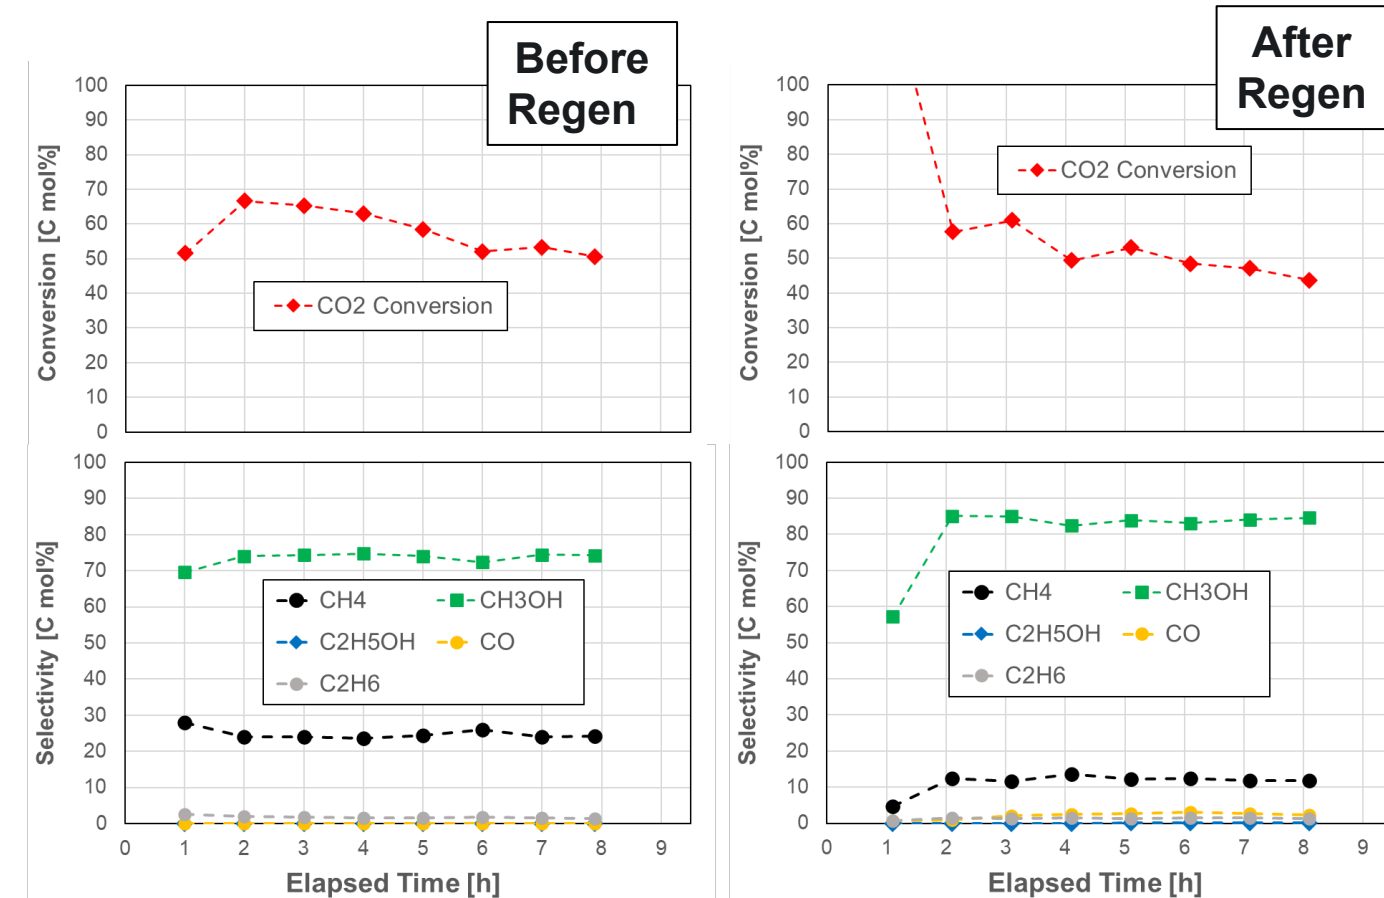 Before
Regen
100
90
80
70
60
50
40
30
20
10
0
Conversion [C mol%]
CO2 Conversion
100
90
80
70
60
50
40
30
20
10
0
Selectivity [C mol%]
CH4 CH3OH
C2H5OH CO
C2H6
0 1 2 3 4 5 6 7 8 9
Elapsed Time [h]
After
Regen
100
90
80
70
60
50
40
30
20
10
0
Conversion [C mol%]
CO2 Conversion
100
90
80
70
60
50
40
30
20
10
0
Selectivity [C mol%]
CH4 CH3OH
C2H5OH CO
C2H6
0 1 2 3 4 5 6 7 8 9
Elapsed Time [h]